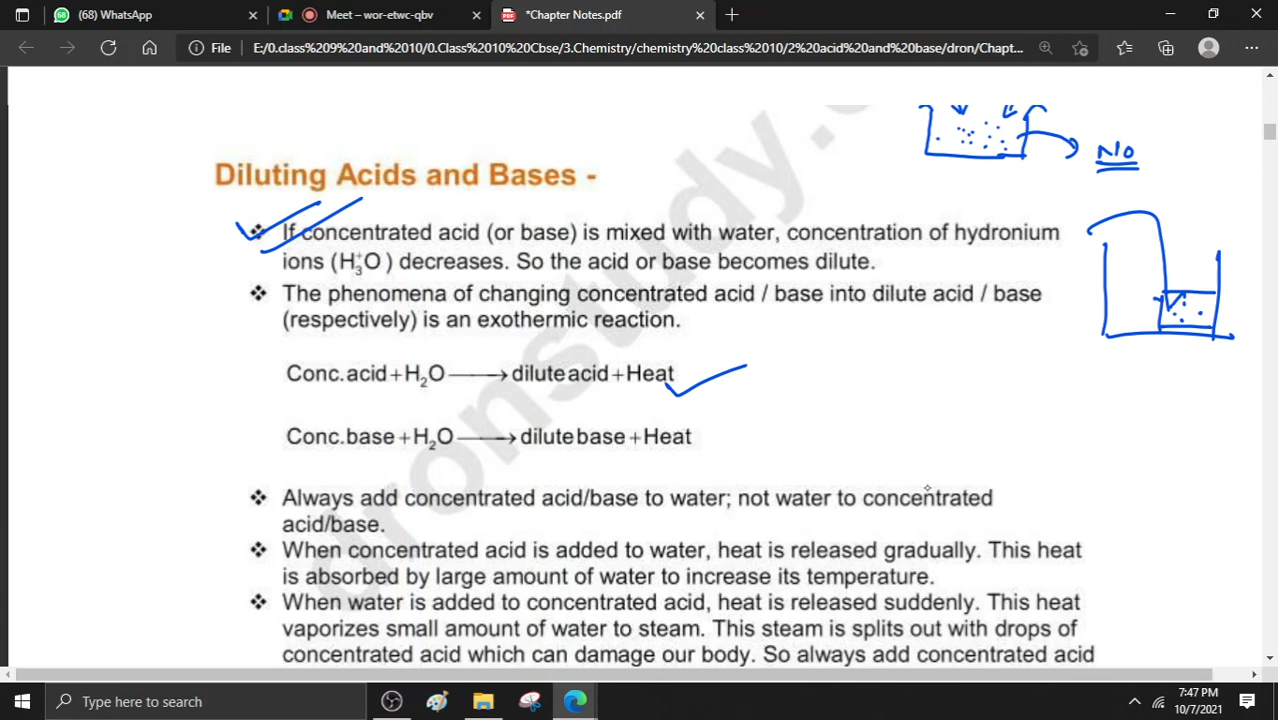 (68) WhatsApp
Meet – wor-etwc-qbv
PDF
*Chapter Notes.pdf
File
E:/0.class%209%20and%2010/0.Class%2010%20Cbse/3.Chemistry/chemistry%20class%2010/2%20acid%20and%20base/dron/Chapt...
No
Diluting Acids and Bases -
If concentrated acid (or base) is mixed with water, concentration of hydronium
ions (H₃⁺O ) decreases. So the acid or base becomes dilute.
The phenomena of changing concentrated acid / base into dilute acid / base
(respectively) is an exothermic reaction.
Conc.acid+H₂O ⟶ diluteacid+Heat
Conc.base+H₂O ⟶ dilutebase+Heat
Always add concentrated acid/base to water; not water to concentrated
acid/base.
When concentrated acid is added to water, heat is released gradually. This heat
is absorbed by large amount of water to increase its temperature.
When water is added to concentrated acid, heat is released suddenly. This heat
vaporizes small amount of water to steam. This steam is splits out with drops of
concentrated acid which can damage our body. So always add concentrated acid
dronstudy.
Type here to search
7:47 PM
10/7/2021